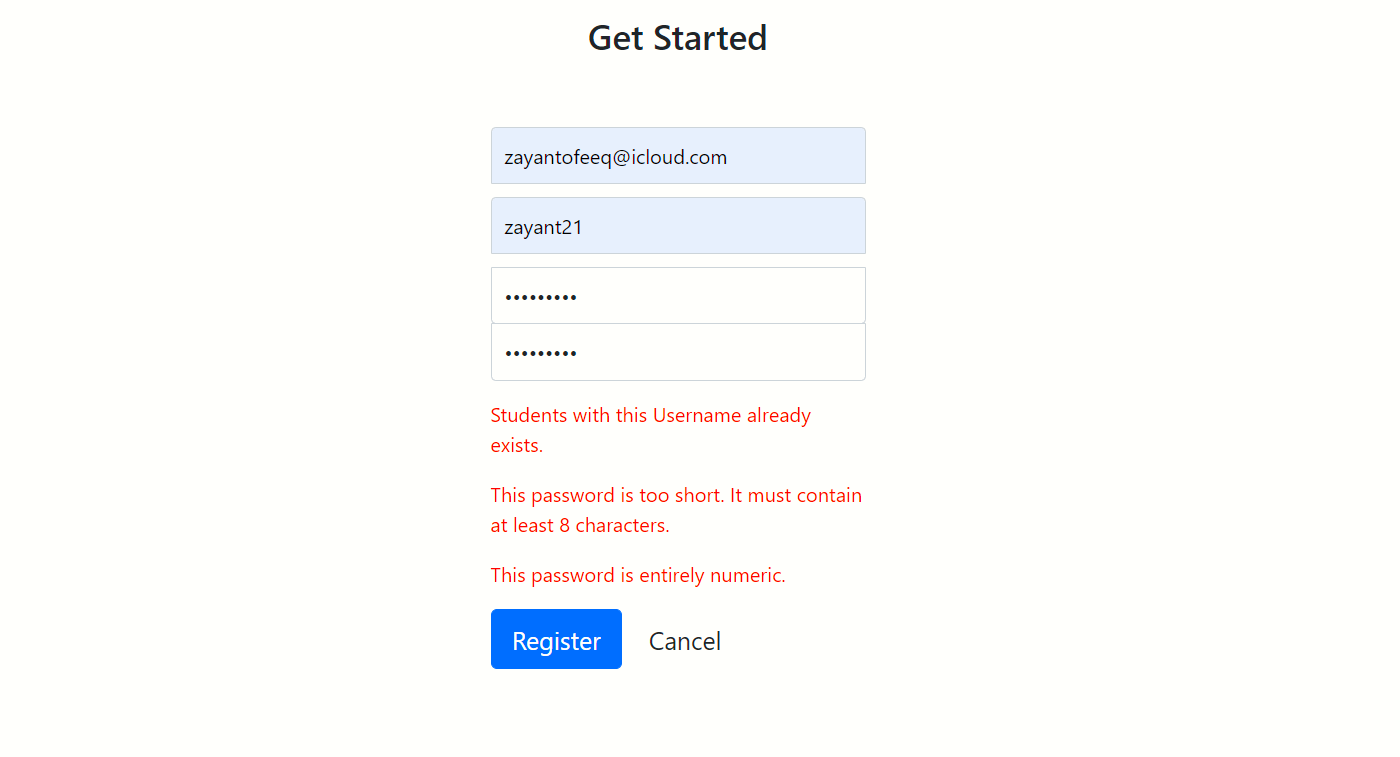 Get Started
zayantofeeq@icloud.com
zayant21
•••••••••
•••••••••
Students with this Username already
exists.
This password is too short. It must contain
at least 8 characters.
This password is entirely numeric.
Register Cancel